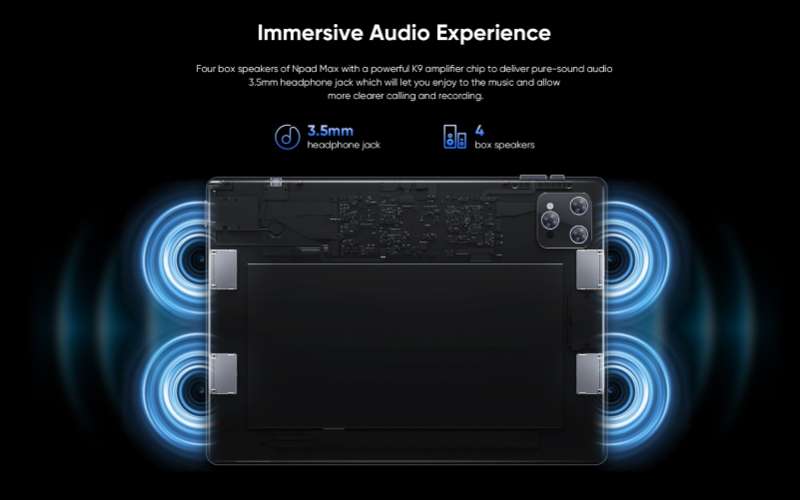 Immersive Audio Experience
Four box speakers of Npad Max with a powerful K9 amplifier chip to deliver pure-sound audio
3.5mm headphone jack which will let you enjoy to the music and allow
more clearer calling and recording.
3.5mm
headphone jack
4
box speakers